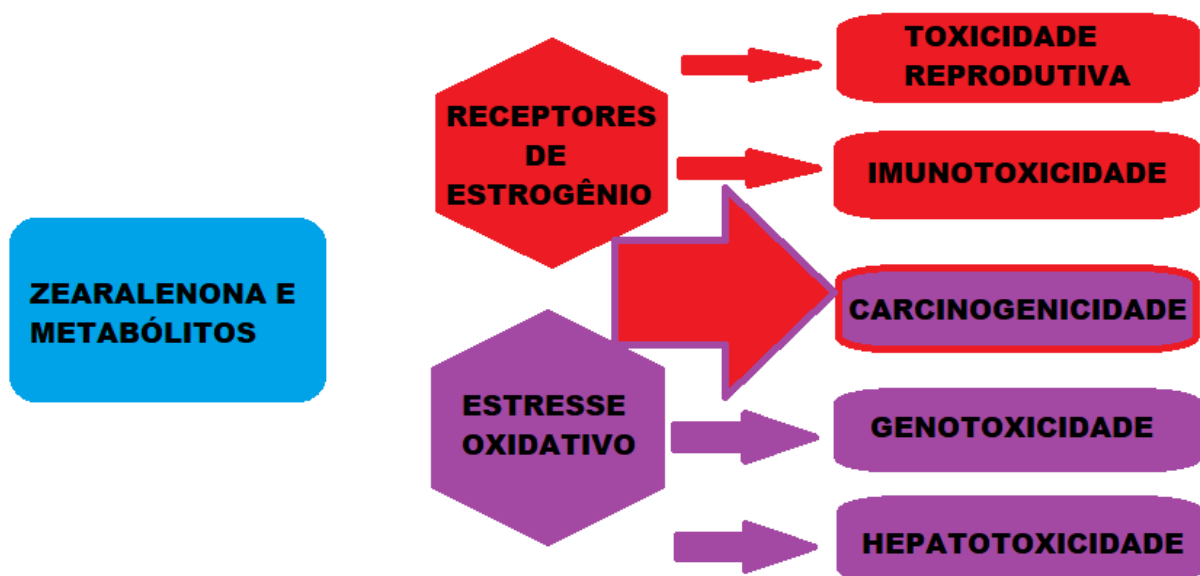 ZEARALENONA E
METABÓLITOS
RECEPTORES
DE
ESTROGÊNIO
ESTRESSE
OXIDATIVO
TOXICIDADE
REPRODUTIVA
IMUNOTOXICIDADE
CARCINOGENICIDADE
GENOTOXICIDADE
HEPATOTOXICIDADE